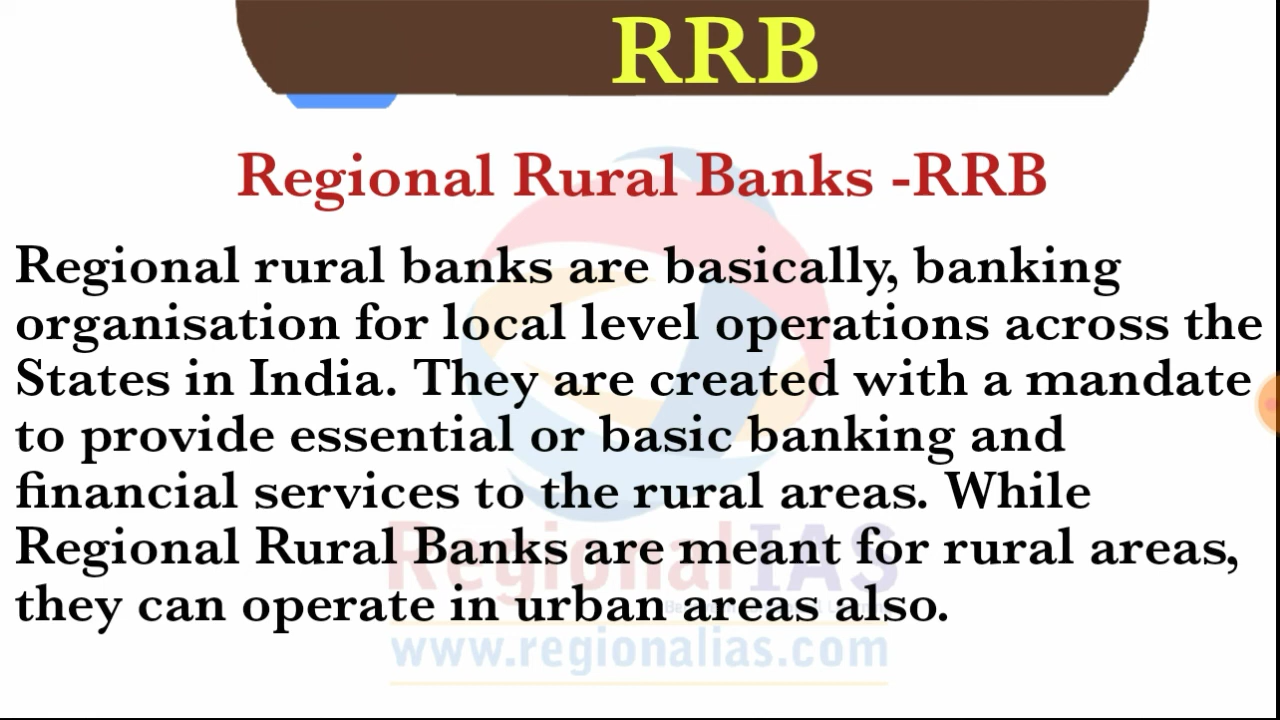 RRB
Regional Rural Banks -RRB
Regional rural banks are basically, banking
organisation for local level operations across the
States in India. They are created with a mandate
to provide essential or basic banking and
financial services to the rural areas. While
Regional Rural Banks are meant for rural areas,
they can operate in urban areas also.
Regional IAS
www.regionalias.com